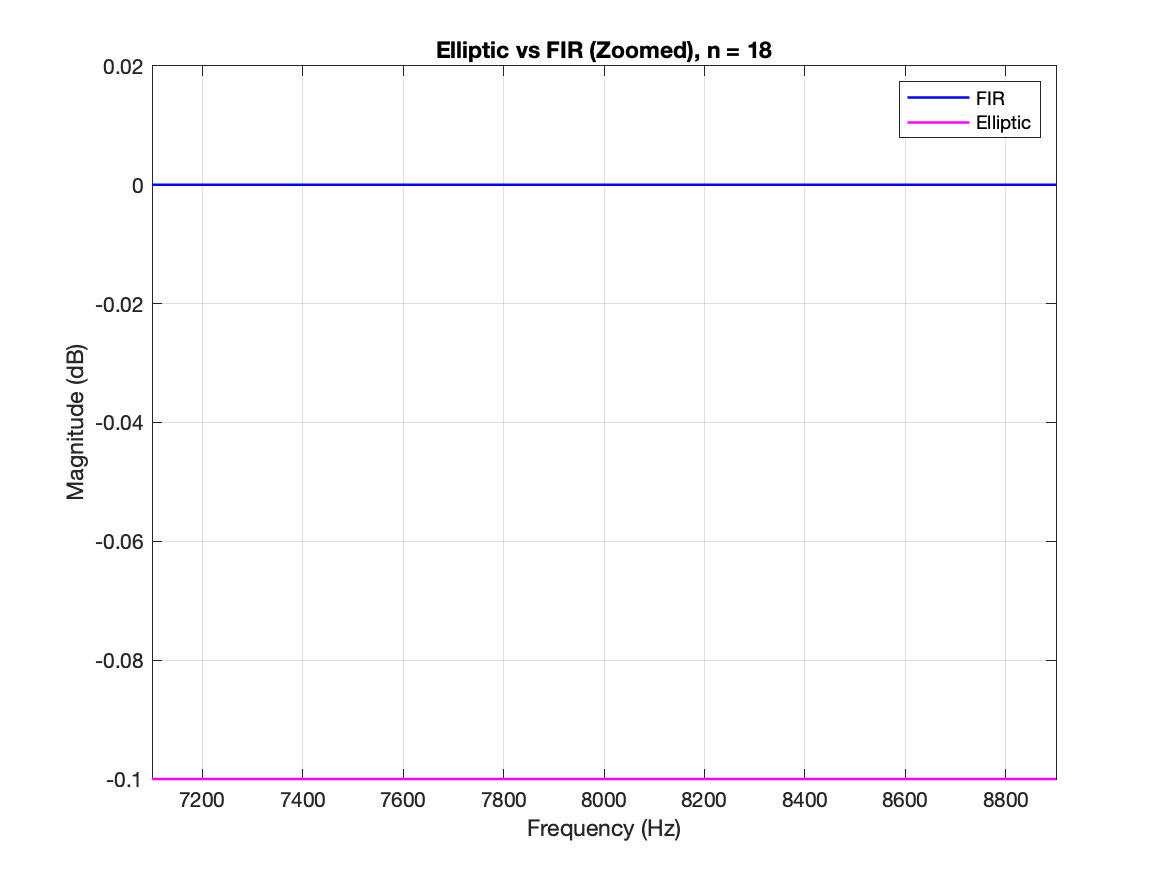 Elliptic vs FIR (Zoomed), n = 18
FIR
Elliptic
0.02
0
-0.02
-0.04
-0.06
-0.08
-0.1
Magnitude (dB)
7200 7400 7600 7800 8000 8200 8400 8600 8800
Frequency (Hz)